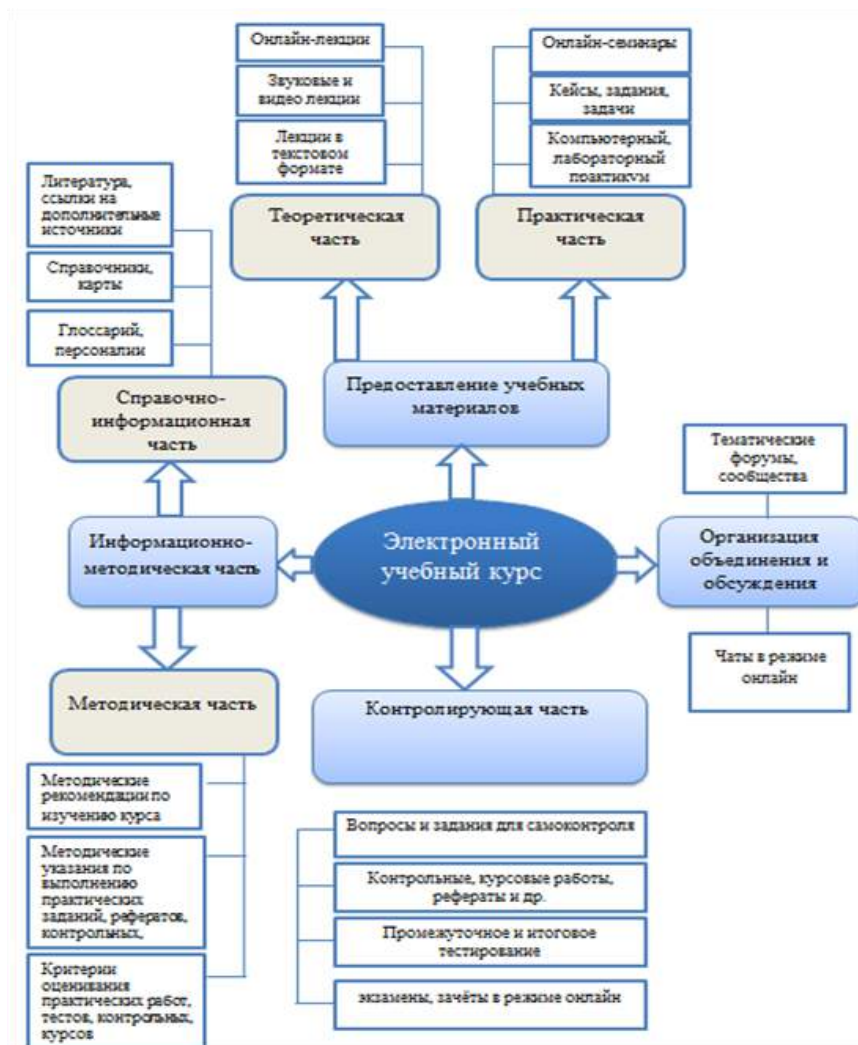 Онлайн-лекции
Звуковые и
видео лекции
Лекции в
текстовом
формате
Теоретическая
часть
Онлайн-семинары
Кейсы, задания,
задачи
Компьютерный,
лабораторный
практикум
Практическая
часть
Литература,
ссылки на
дополнительные
источники
Справочники,
карты
Глоссарий,
персоналии
Справочно-
информационная
часть
Предоставление учебных
материалов
Тематические
форумы,
сообщества
Информационно-
методическая часть
Электронный
учебный курс
Организация
объединения и
обсуждения
Чаты в режиме
онлайн
Методическая часть
Контролирующая часть
Методические
рекомендации по
изучению курса
Методические
указания по
выполнению
практических
заданий, рефератов,
контрольных,
Критерии
оценивания
практических работ,
тестов, контрольных,
курсов
Вопросы и задания для самоконтроля
Контрольные, курсовые работы,
рефераты и др.
Промежуточное и итоговое
тестирование
экзамены, зачёты в режиме онлайн